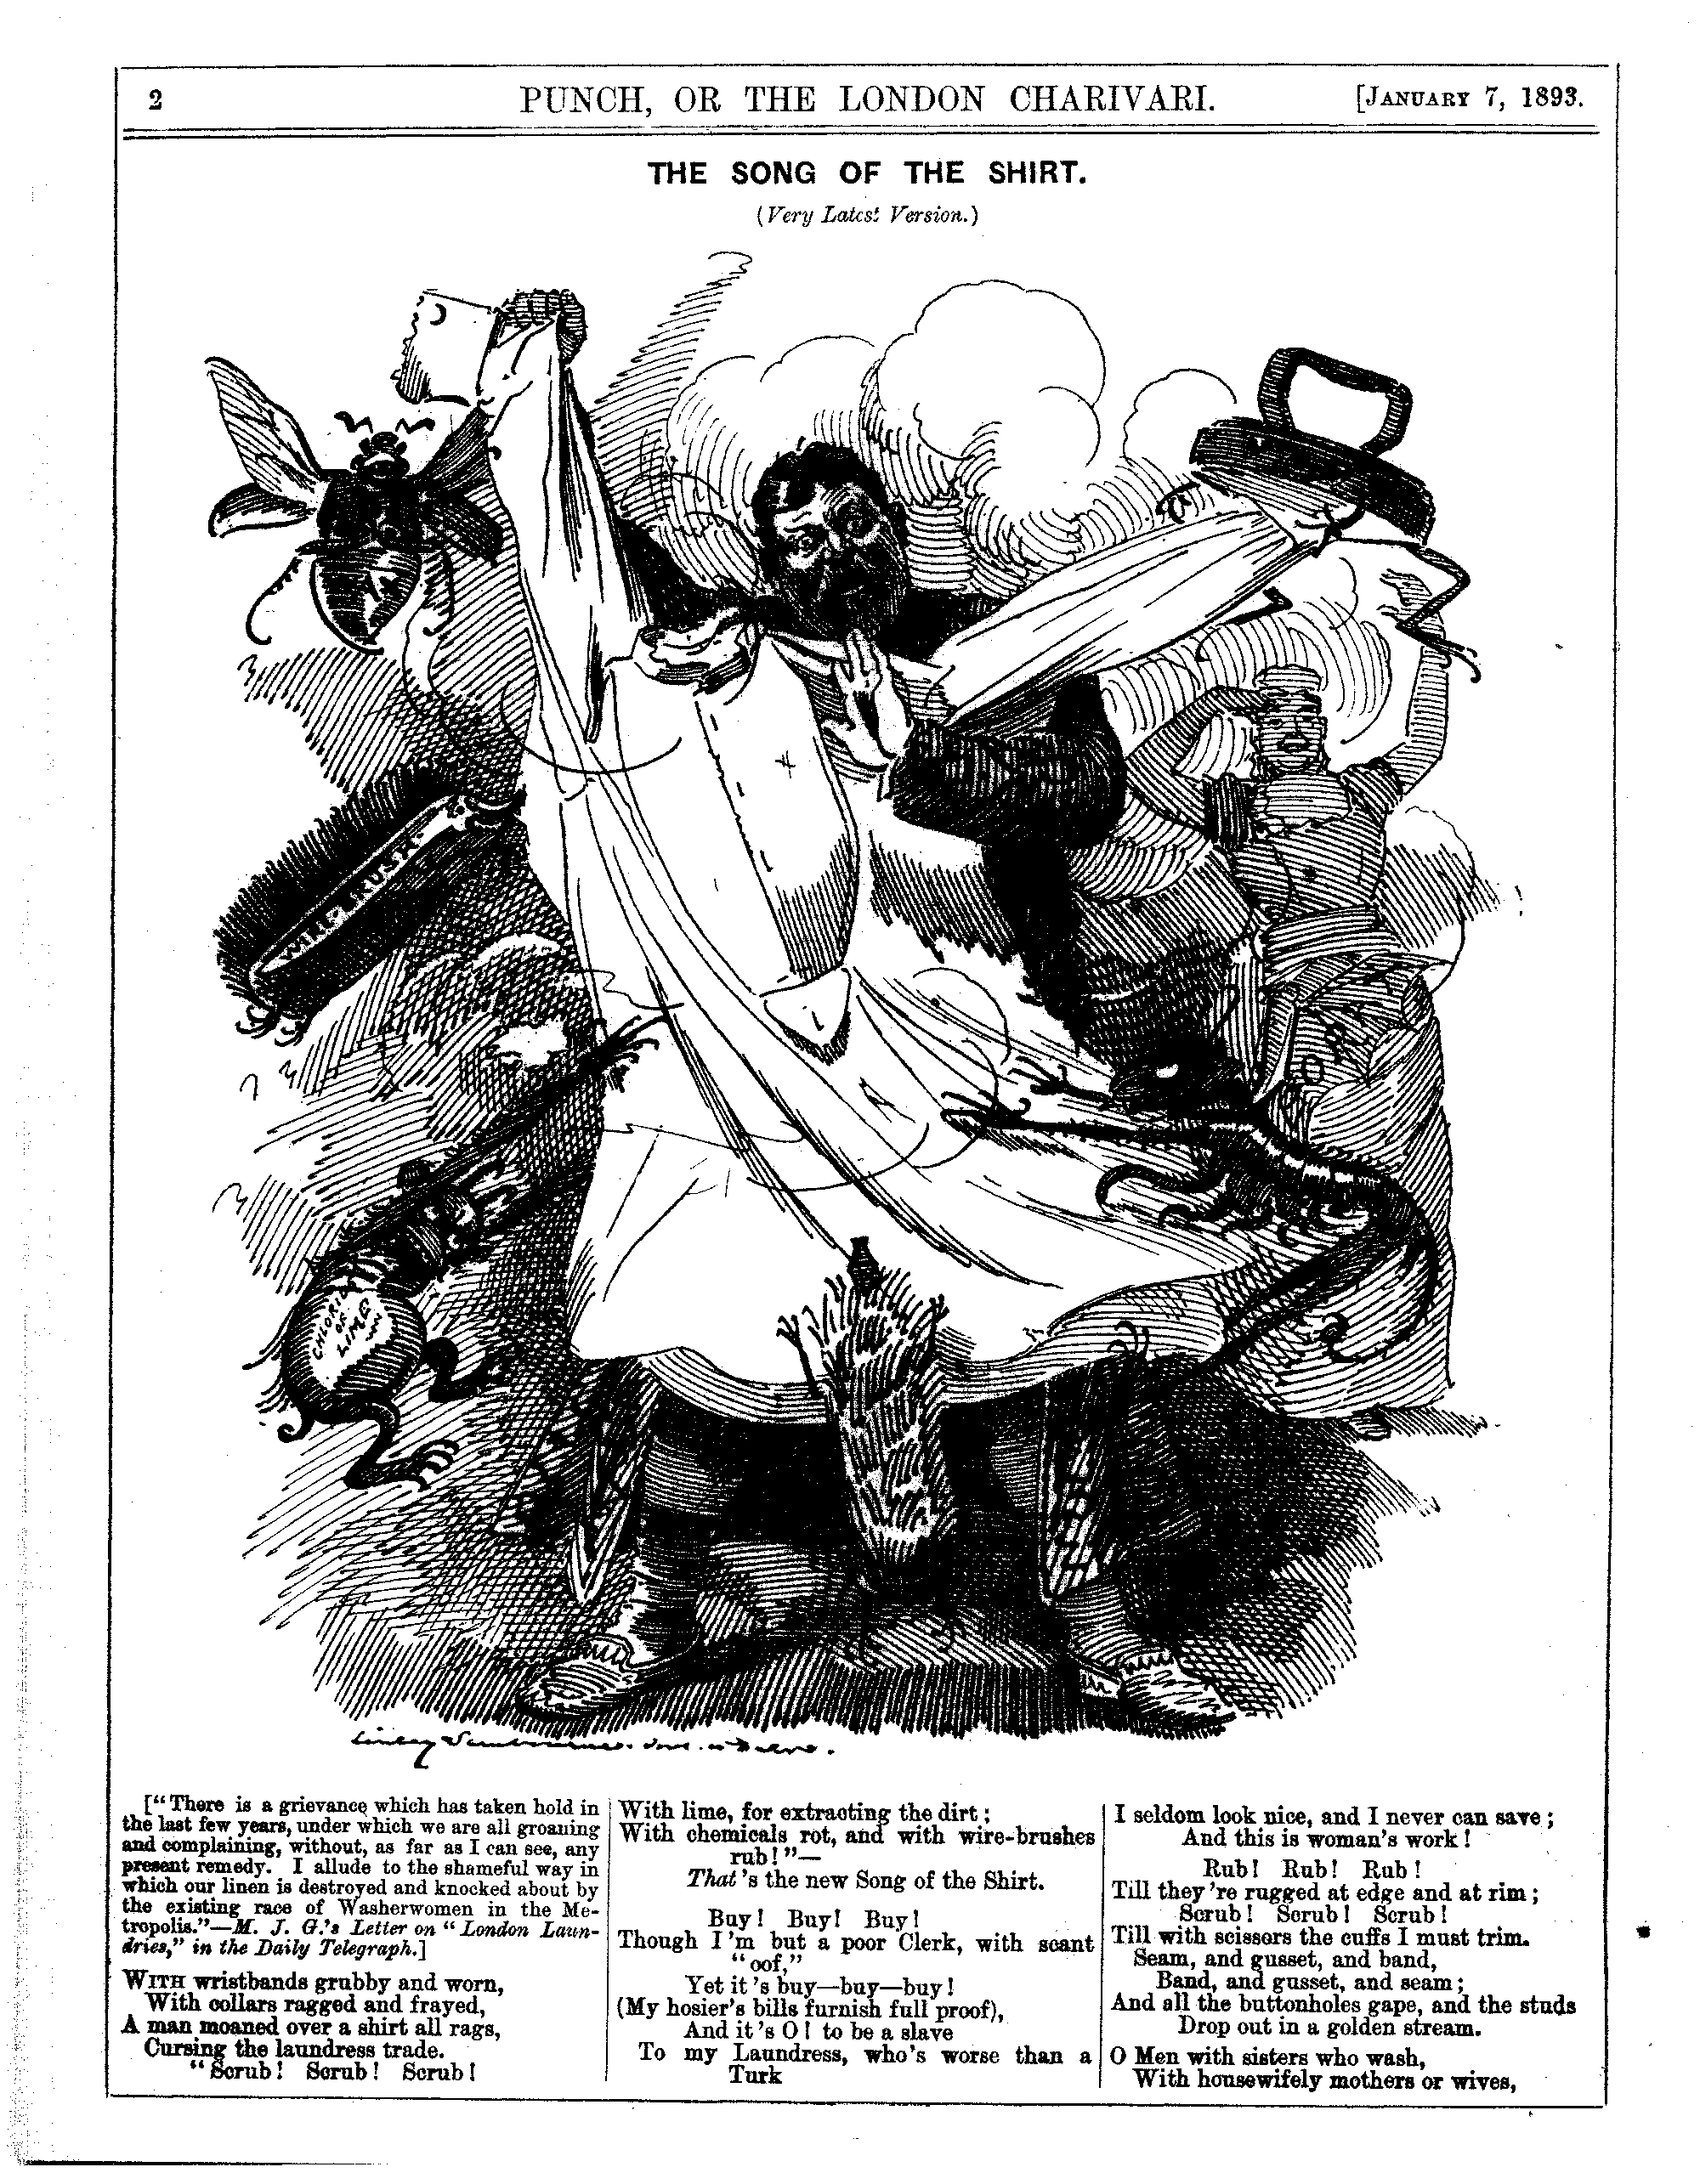 2
PUNCH, OR THE LONDON CHARIVARI.
[JANUARY 7, 1893.
THE SONG OF THE SHIRT.
(Very Latest Version.)
WIRE-BRUSH
CHLORIDE
OF
LIME
["There is a grievance which has taken hold in
the last few years, under which we are all groaning
and complaining, without, as far as I can see, any
present remedy. I allude to the shameful way in
which our linen is destroyed and knocked about by
the existing race of Washerwomen in the Me-
tropolis."—M. J. G.'s Letter on "London Laun-
dries," in the Daily Telegraph.]
WITH wristbands grubby and worn,
With collars ragged and frayed,
A man moaned over a shirt all rags,
Cursing the laundress trade.
"Scrub! Scrub! Scrub!
With lime, for extracting the dirt;
With chemicals rot, and with wire-brushes
rub!"—
That's the new Song of the Shirt.
Buy! Buy! Buy!
Though I'm but a poor Clerk, with scant
"oof,"
Yet it's buy—buy—buy!
(My hosier's bills furnish full proof),
And it's O! to be a slave
To my Laundress, who's worse than a
Turk
I seldom look nice, and I never can save;
And this is woman's work!
Rub! Rub! Rub!
Till they're rugged at edge and at rim;
Scrub! Scrub! Scrub!
Till with scissors the cuffs I must trim.
Seam, and gusset, and band,
Band, and gusset, and seam;
And all the buttonholes gape, and the studs
Drop out in a golden stream.
O Men with sisters who wash,
With housewifely mothers or wives,